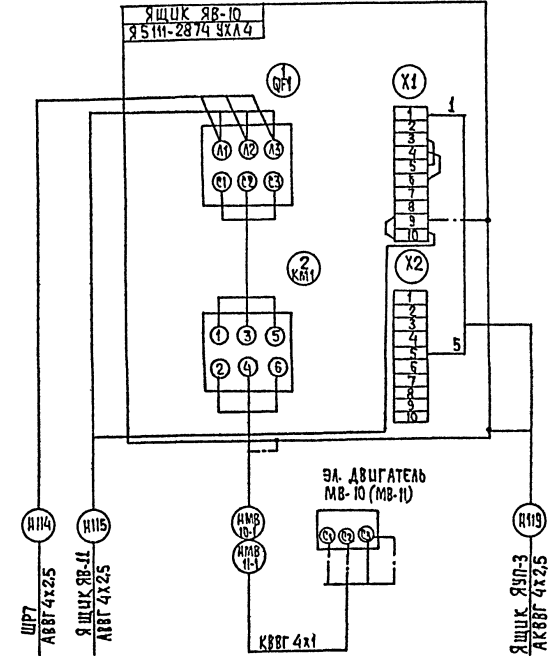 ЯЩИК ЯВ-10
Я5111-2874 УХЛ4
1
QF1
X1
Л1 Л2 Л3
С1 С2 С3
1
2
3
4
5
6
7
8
9
10
1
2
КМ1
X2
1 3 5
2 4 6
1
2
3
4
5
6
7
8
9
10
5
ЭЛ. ДВИГАТЕЛЬ
МВ-10 (МВ-11)
С1 С2 С3
Н114
Н115
НМВ
10-1
НМВ
11-1
Н119
ЩР7
АВВГ 4х2,5
ЯЩИК ЯВ-11
АВВГ 4х2,5
КВВГ 4х1
ЯЩИК ЯУП-3
АКВВГ 4х2,5